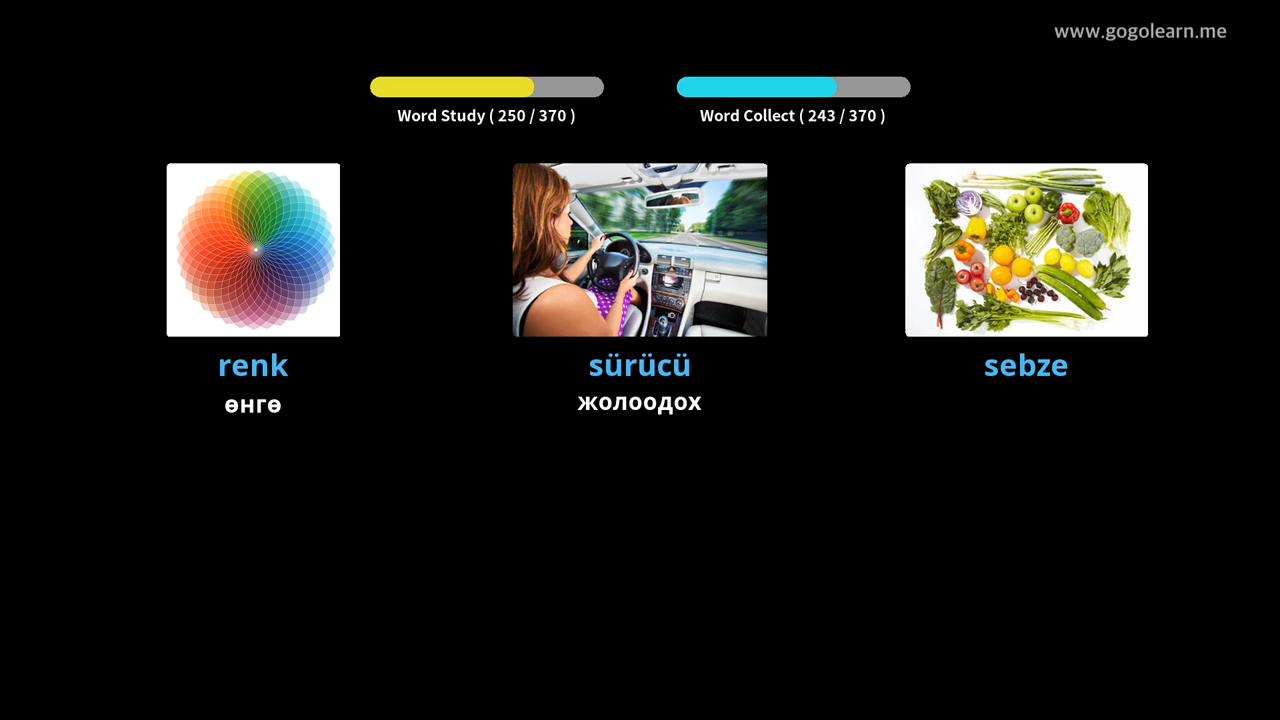 www.gogolearn.me
Word Study ( 250 / 370 )
Word Collect ( 243 / 370 )
renk
өнгө
sürücü
жолоодох
sebze